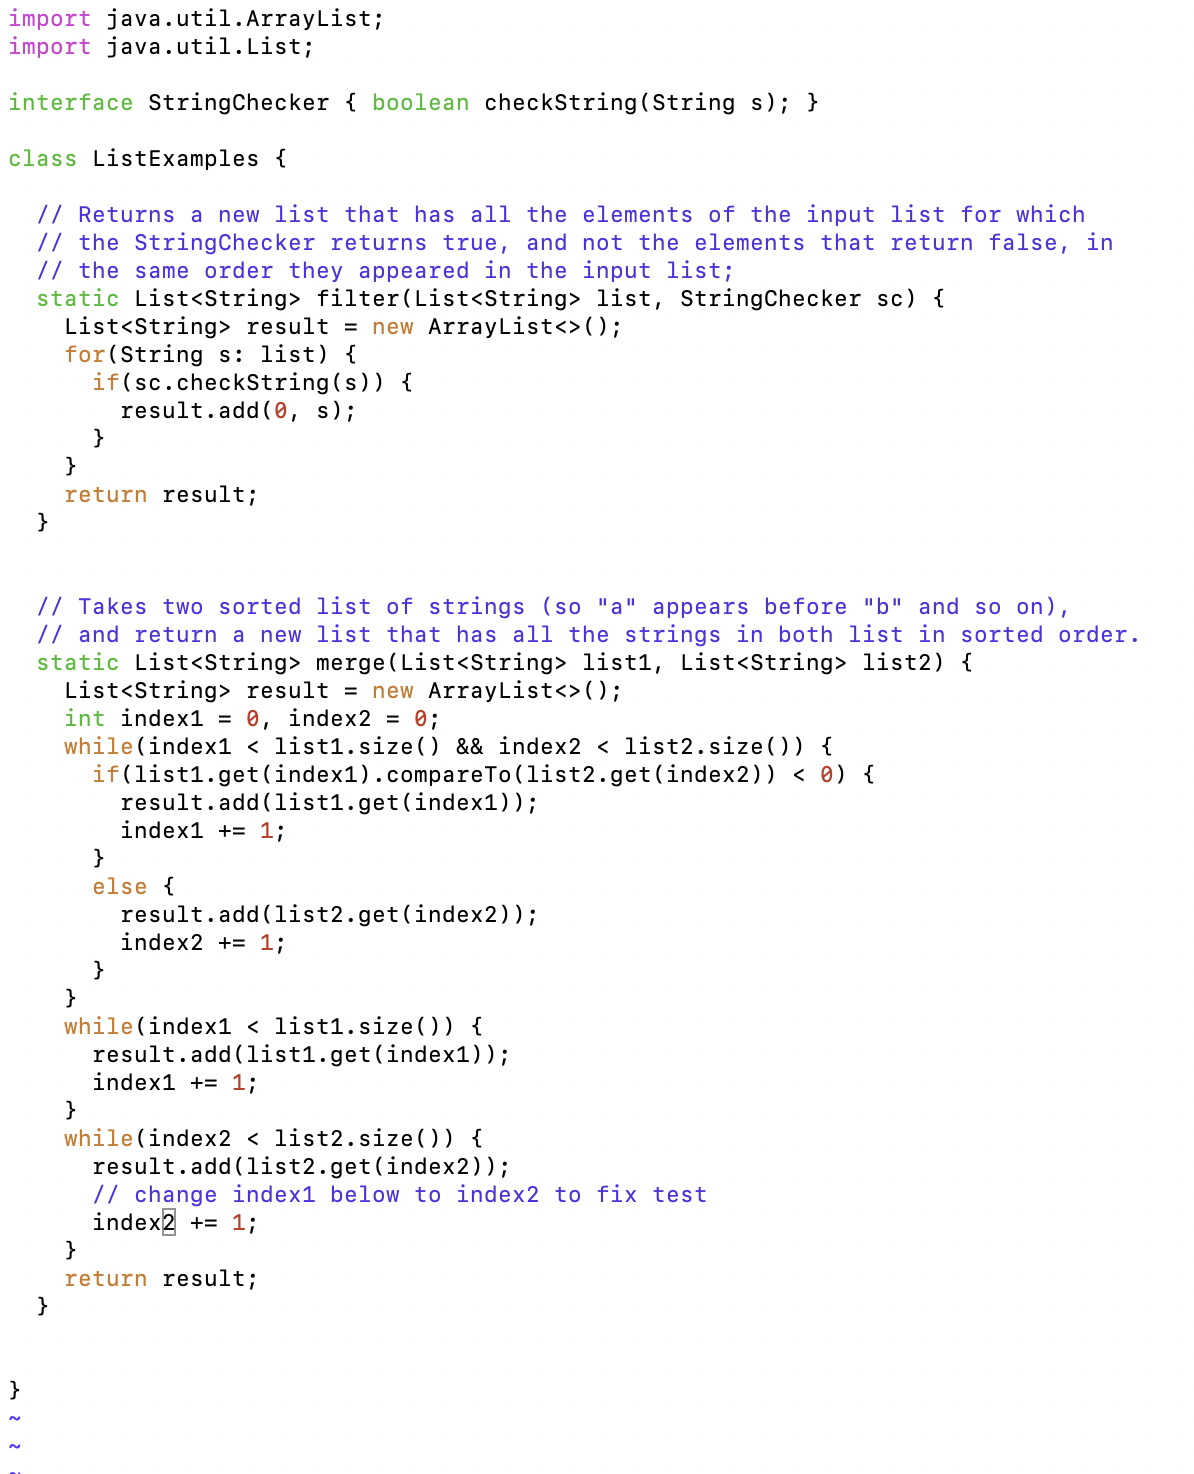 import java.util.ArrayList;
import java.util.List;

interface StringChecker { boolean checkString(String s); }

class ListExamples {

  // Returns a new list that has all the elements of the input list for which
  // the StringChecker returns true, and not the elements that return false, in
  // the same order they appeared in the input list;
  static List<String> filter(List<String> list, StringChecker sc) {
    List<String> result = new ArrayList<>();
    for(String s: list) {
      if(sc.checkString(s)) {
        result.add(0, s);
      }
    }
    return result;
  }


  // Takes two sorted list of strings (so "a" appears before "b" and so on),
  // and return a new list that has all the strings in both list in sorted order.
  static List<String> merge(List<String> list1, List<String> list2) {
    List<String> result = new ArrayList<>();
    int index1 = 0, index2 = 0;
    while(index1 < list1.size() && index2 < list2.size()) {
      if(list1.get(index1).compareTo(list2.get(index2)) < 0) {
        result.add(list1.get(index1));
        index1 += 1;
      }
      else {
        result.add(list2.get(index2));
        index2 += 1;
      }
    }
    while(index1 < list1.size()) {
      result.add(list1.get(index1));
      index1 += 1;
    }
    while(index2 < list2.size()) {
      result.add(list2.get(index2));
      // change index1 below to index2 to fix test
      index2 += 1;
    }
    return result;
  }


}
~
~
~